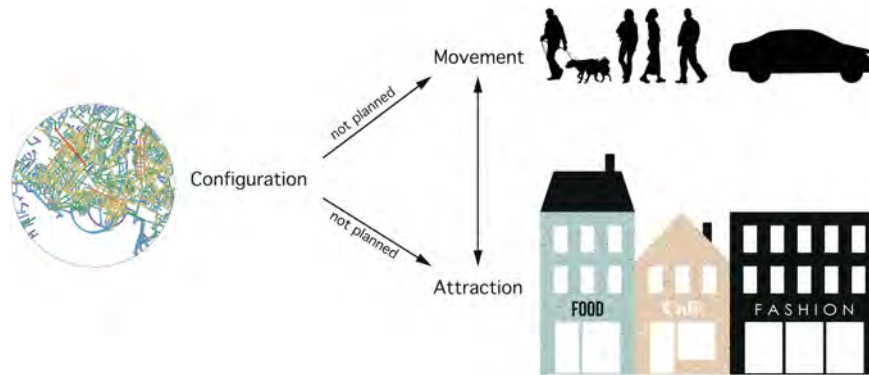 Movement
not planned
Configuration
not planned
Attraction
FOOD
Café
FASHION